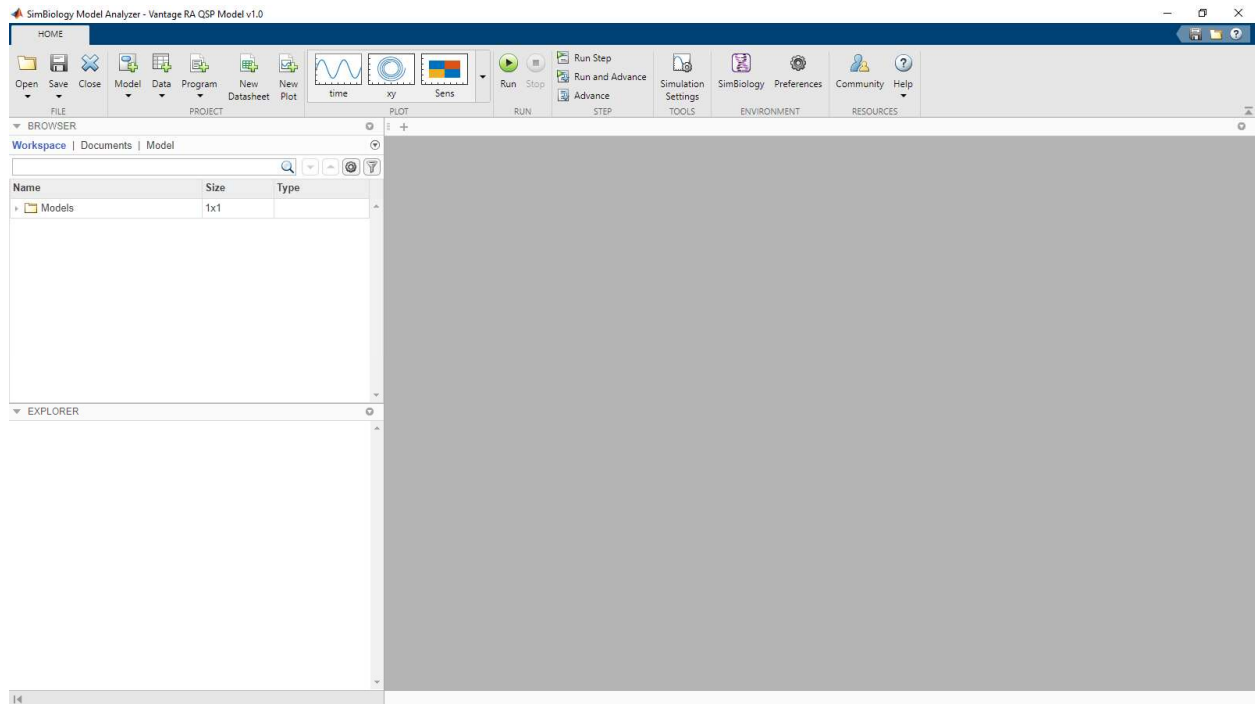 SimBiology Model Analyzer - Vantage RA QSP Model v1.0
HOME
Open Save Close Model Data Program New Datasheet New Plot time xy Sens Run Stop Run Step Run and Advance Advance Simulation Settings SimBiology Preferences Community Help
FILE PROJECT PLOT RUN STEP TOOLS ENVIRONMENT RESOURCES
BROWSER
Workspace | Documents | Model
Name Size Type
Models 1x1
EXPLORER